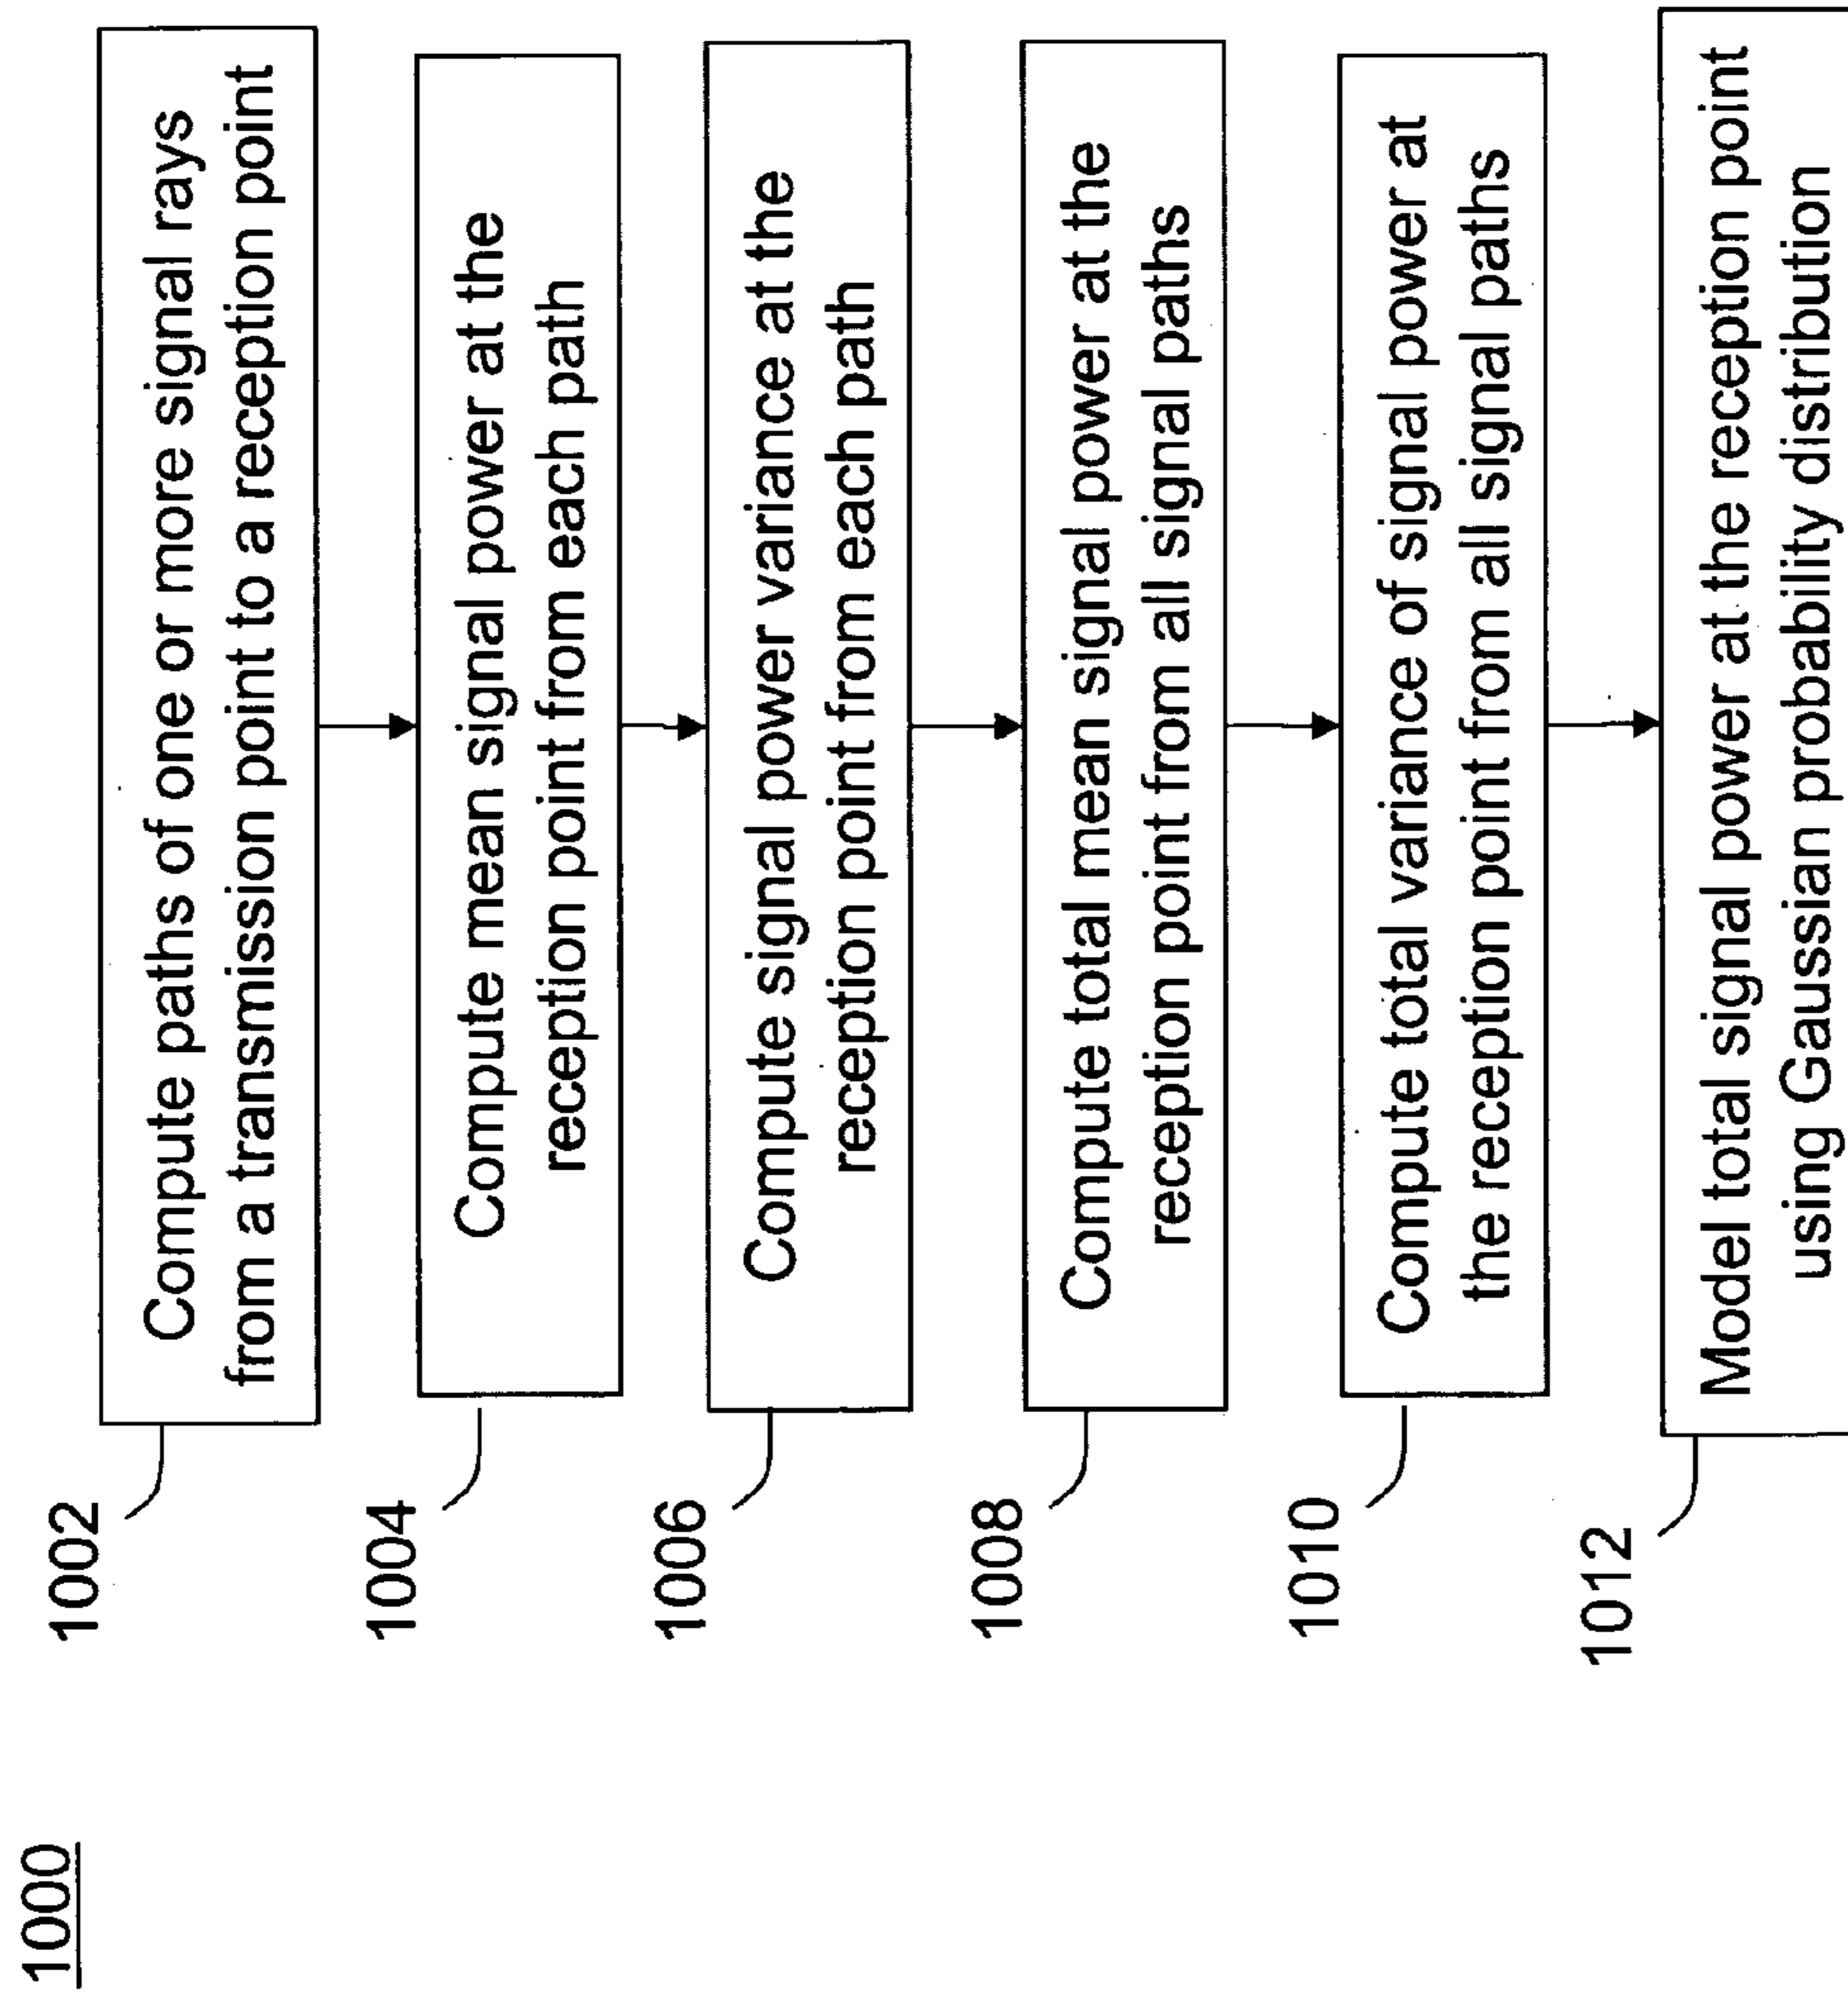 1000
1002
Compute paths of one or more signal rays
from a transmission point to a reception point
1004
Compute mean signal power at the
reception point from each path
1006
Compute signal power variance at the
reception point from each path
1008
Compute total mean signal power at the
reception point from all signal paths
1010
Compute total variance of signal power at
the reception point from all signal paths
1012
Model total signal power at the reception point
using Gaussian probability distribution